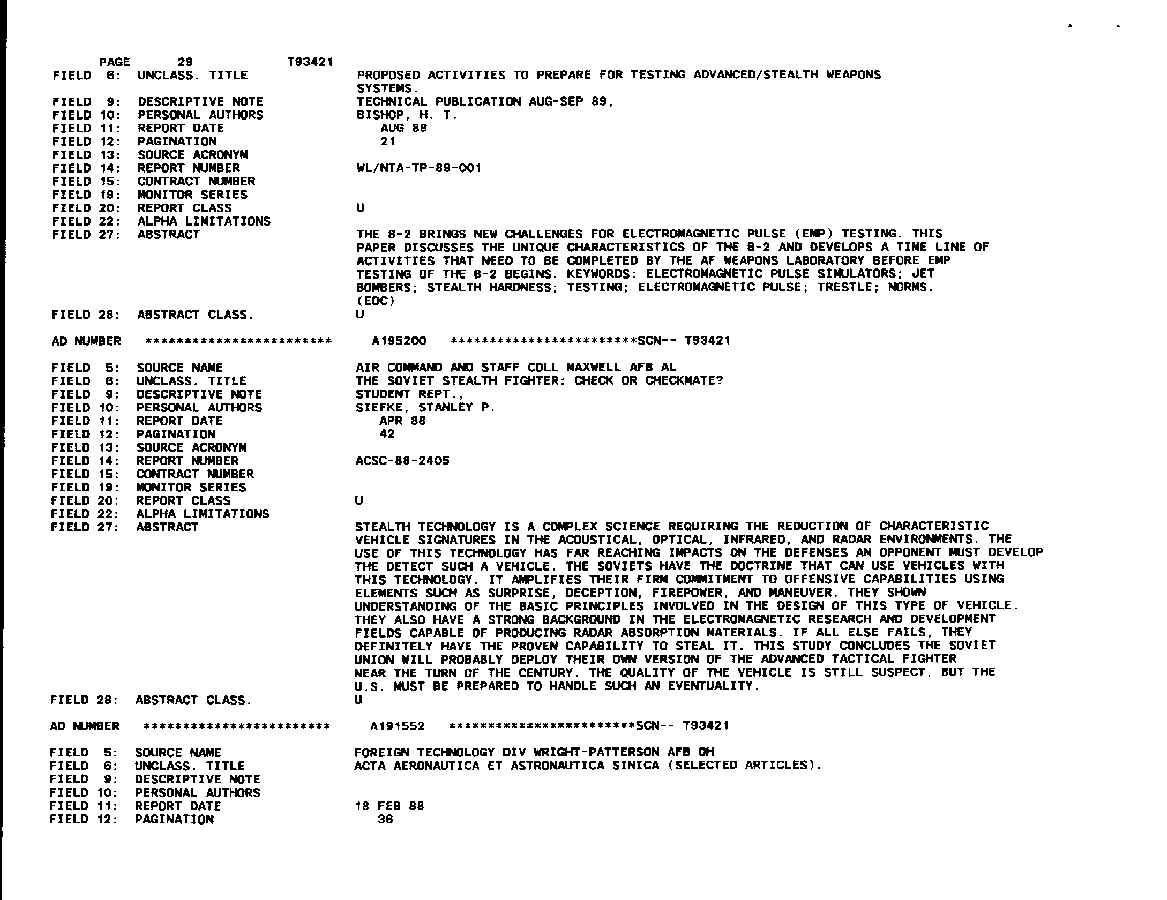 PAGE 29 T93421
FIELD 6: UNCLASS. TITLE PROPOSED ACTIVITIES TO PREPARE FOR TESTING ADVANCED/STEALTH WEAPONS
SYSTEMS.
FIELD 9: DESCRIPTIVE NOTE TECHNICAL PUBLICATION AUG-SEP 89,
FIELD 10: PERSONAL AUTHORS BISHOP, H. T.
FIELD 11: REPORT DATE AUG 89
FIELD 12: PAGINATION 21
FIELD 13: SOURCE ACRONYM
FIELD 14: REPORT NUMBER WL/NTA-TP-89-001
FIELD 15: CONTRACT NUMBER
FIELD 19: MONITOR SERIES
FIELD 20: REPORT CLASS U
FIELD 22: ALPHA LIMITATIONS
FIELD 27: ABSTRACT THE B-2 BRINGS NEW CHALLENGES FOR ELECTROMAGNETIC PULSE (EMP) TESTING. THIS
PAPER DISCUSSES THE UNIQUE CHARACTERISTICS OF THE B-2 AND DEVELOPS A TIME LINE OF
ACTIVITIES THAT NEED TO BE COMPLETED BY THE AF WEAPONS LABORATORY BEFORE EMP
TESTING OF THE B-2 BEGINS. KEYWORDS: ELECTROMAGNETIC PULSE SIMULATORS; JET
BOMBERS; STEALTH HARDNESS; TESTING; ELECTROMAGNETIC PULSE; TRESTLE; NORMS.
(EDC)
FIELD 28: ABSTRACT CLASS. U
AD NUMBER ************************ A195200 ************************SCN-- T93421
FIELD 5: SOURCE NAME AIR COMMAND AND STAFF COLL MAXWELL AFB AL
FIELD 6: UNCLASS. TITLE THE SOVIET STEALTH FIGHTER: CHECK OR CHECKMATE?
FIELD 9: DESCRIPTIVE NOTE STUDENT REPT.,
FIELD 10: PERSONAL AUTHORS SIEFKE, STANLEY P.
FIELD 11: REPORT DATE APR 88
FIELD 12: PAGINATION 42
FIELD 13: SOURCE ACRONYM
FIELD 14: REPORT NUMBER ACSC-88-2405
FIELD 15: CONTRACT NUMBER
FIELD 19: MONITOR SERIES
FIELD 20: REPORT CLASS U
FIELD 22: ALPHA LIMITATIONS
FIELD 27: ABSTRACT STEALTH TECHNOLOGY IS A COMPLEX SCIENCE REQUIRING THE REDUCTION OF CHARACTERISTIC
VEHICLE SIGNATURES IN THE ACOUSTICAL, OPTICAL, INFRARED, AND RADAR ENVIRONMENTS. THE
USE OF THIS TECHNOLOGY HAS FAR REACHING IMPACTS ON THE DEFENSES AN OPPONENT MUST DEVELOP
THE DETECT SUCH A VEHICLE. THE SOVIETS HAVE THE DOCTRINE THAT CAN USE VEHICLES WITH
THIS TECHNOLOGY. IT AMPLIFIES THEIR FIRM COMMITMENT TO OFFENSIVE CAPABILITIES USING
ELEMENTS SUCH AS SURPRISE, DECEPTION, FIREPOWER, AND MANEUVER. THEY SHOWN
UNDERSTANDING OF THE BASIC PRINCIPLES INVOLVED IN THE DESIGN OF THIS TYPE OF VEHICLE.
THEY ALSO HAVE A STRONG BACKGROUND IN THE ELECTROMAGNETIC RESEARCH AND DEVELOPMENT
FIELDS CAPABLE OF PRODUCING RADAR ABSORPTION MATERIALS. IF ALL ELSE FAILS, THEY
DEFINITELY HAVE THE PROVEN CAPABILITY TO STEAL IT. THIS STUDY CONCLUDES THE SOVIET
UNION WILL PROBABLY DEPLOY THEIR OWN VERSION OF THE ADVANCED TACTICAL FIGHTER
NEAR THE TURN OF THE CENTURY. THE QUALITY OF THE VEHICLE IS STILL SUSPECT, BUT THE
U.S. MUST BE PREPARED TO HANDLE SUCH AN EVENTUALITY.
FIELD 28: ABSTRACT CLASS. U
AD NUMBER ************************ A191552 ************************SCN-- T93421
FIELD 5: SOURCE NAME FOREIGN TECHNOLOGY DIV WRIGHT-PATTERSON AFB OH
FIELD 6: UNCLASS. TITLE ACTA AERONAUTICA ET ASTRONAUTICA SINICA (SELECTED ARTICLES).
FIELD 9: DESCRIPTIVE NOTE
FIELD 10: PERSONAL AUTHORS
FIELD 11: REPORT DATE 18 FEB 88
FIELD 12: PAGINATION 36